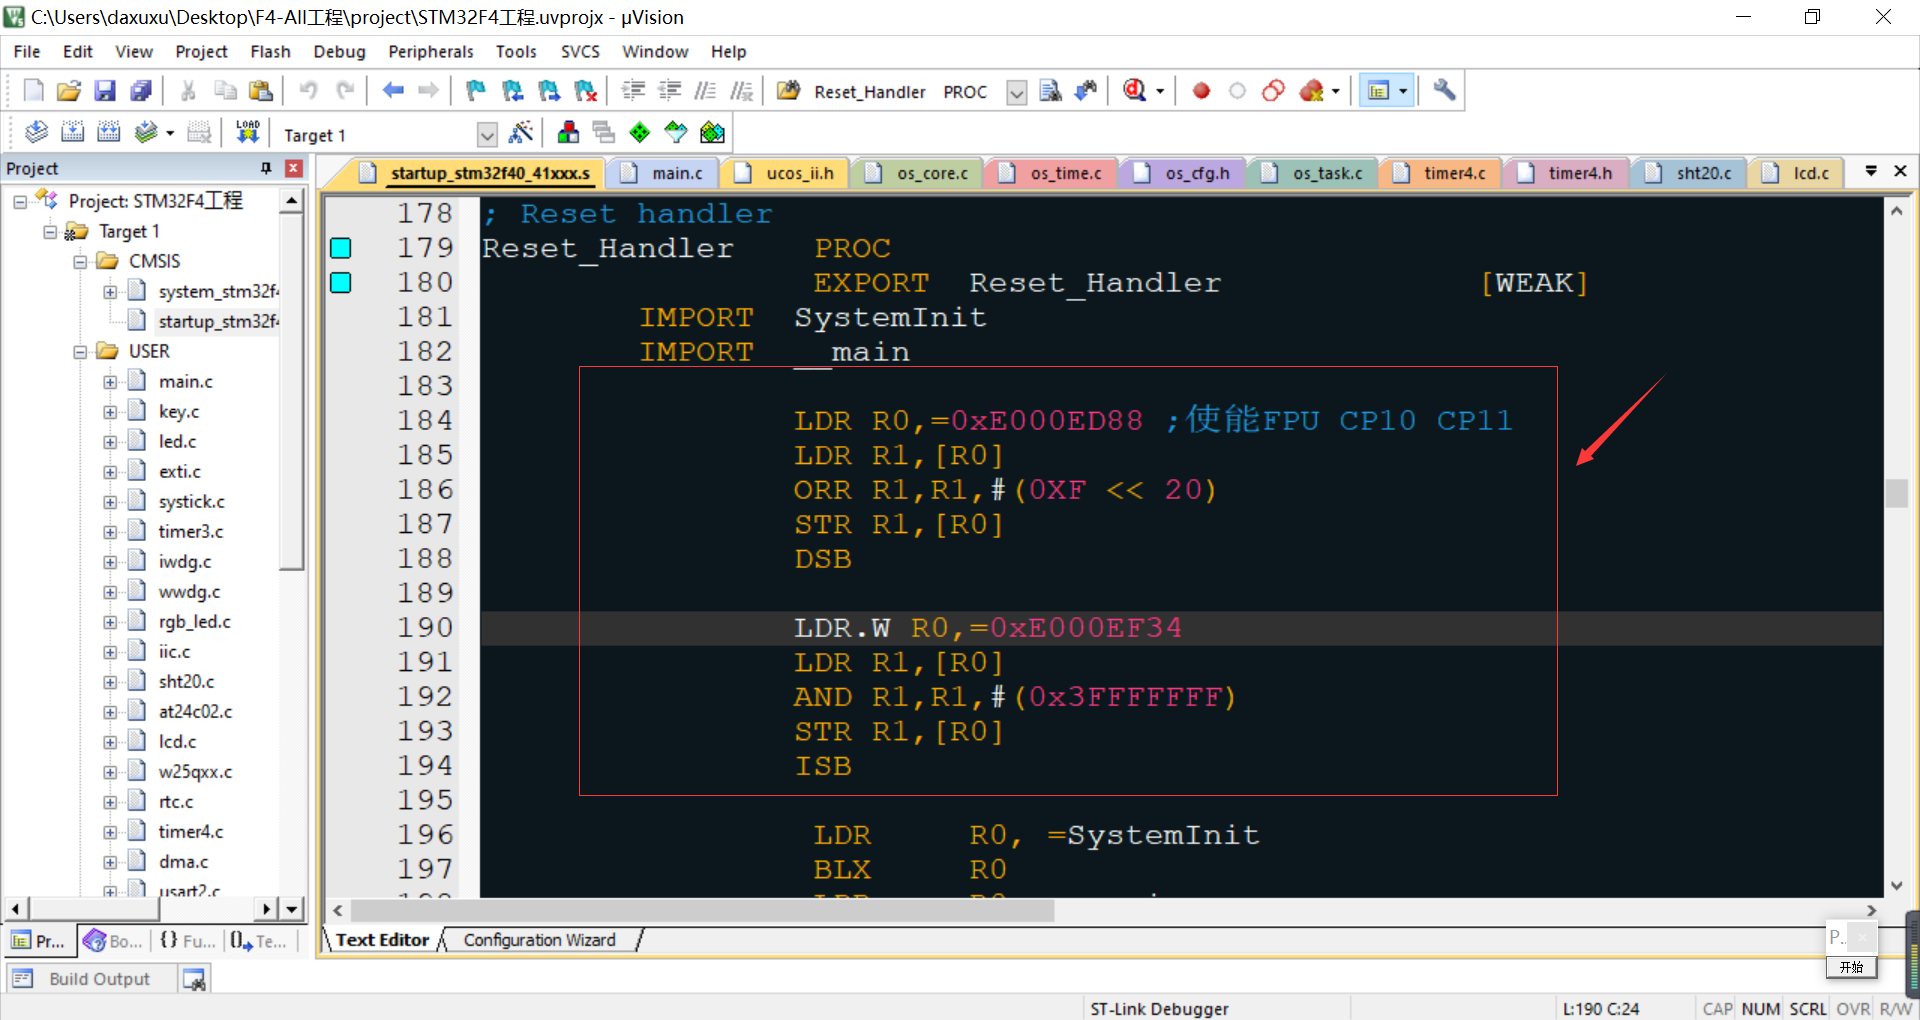 C:\Users\daxuxu\Desktop\F4-All工程\project\STM32F4工程.uvprojx - µVision
File Edit View Project Flash Debug Peripherals Tools SVCS Window Help
Reset_Handler PROC
LOAD
Target 1
Project
startup_stm32f40_41xxx.s main.c ucos_ii.h os_core.c os_time.c os_cfg.h os_task.c timer4.c timer4.h sht20.c lcd.c
Project: STM32F4工程
Target 1
CMSIS
system_stm32f4
startup_stm32f4
USER
main.c
key.c
led.c
exti.c
systick.c
timer3.c
iwdg.c
wwdg.c
rgb_led.c
iic.c
sht20.c
at24c02.c
lcd.c
w25qxx.c
rtc.c
timer4.c
dma.c
usart2.c
178 ; Reset handler
179 Reset_Handler PROC
180 EXPORT Reset_Handler [WEAK]
181 IMPORT SystemInit
182 IMPORT __main
183
184 LDR R0,=0xE000ED88 ;使能FPU CP10 CP11
185 LDR R1,[R0]
186 ORR R1,R1,#(0XF << 20)
187 STR R1,[R0]
188 DSB
189
190 LDR.W R0,=0xE000EF34
191 LDR R1,[R0]
192 AND R1,R1,#(0x3FFFFFFF)
193 STR R1,[R0]
194 ISB
195
196 LDR R0, =SystemInit
197 BLX R0
Pr... Bo... {} Fu... Te...
Text Editor Configuration Wizard
P..
开始
Build Output
ST-Link Debugger L:190 C:24 CAP NUM SCRL OVR R/W